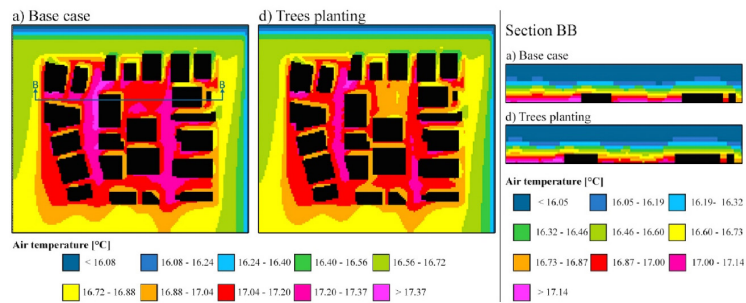 a) Base case
d) Trees planting
B
B
Air temperature [°C]
< 16.08
16.08 - 16.24
16.24 - 16.40
16.40 - 16.56
16.56 - 16.72
16.72 - 16.88
16.88 - 17.04
17.04 - 17.20
17.20 - 17.37
> 17.37
Section BB
a) Base case
d) Trees planting
Air temperature [°C]
< 16.05
16.05 - 16.19
16.19- 16.32
16.32 - 16.46
16.46 - 16.60
16.60 - 16.73
16.73 - 16.87
16.87 - 17.00
17.00 - 17.14
> 17.14